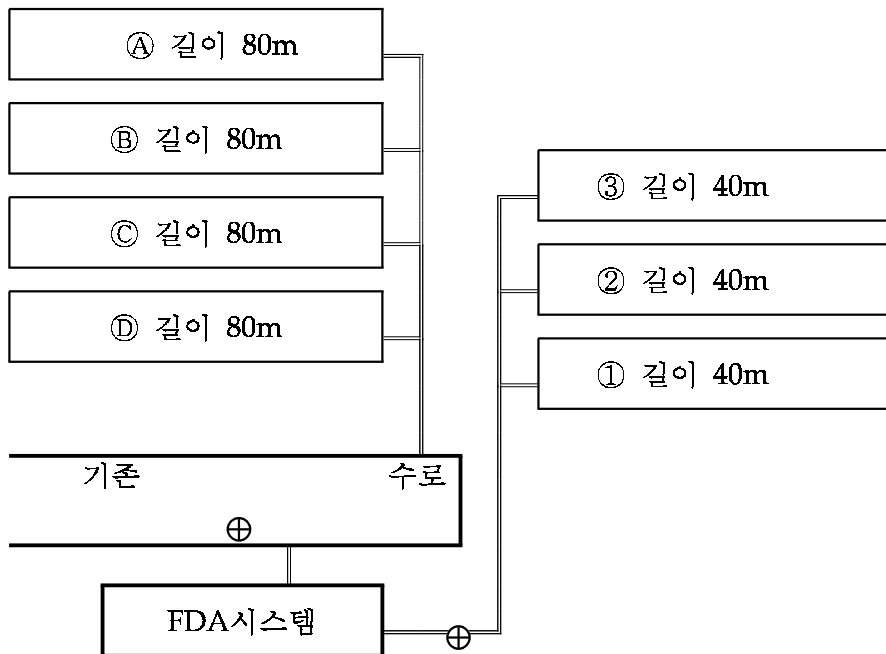 Ⓐ 길이 80m
Ⓑ 길이 80m
Ⓒ 길이 80m
Ⓓ 길이 80m
③ 길이 40m
② 길이 40m
① 길이 40m
기존 수로
FDA시스템